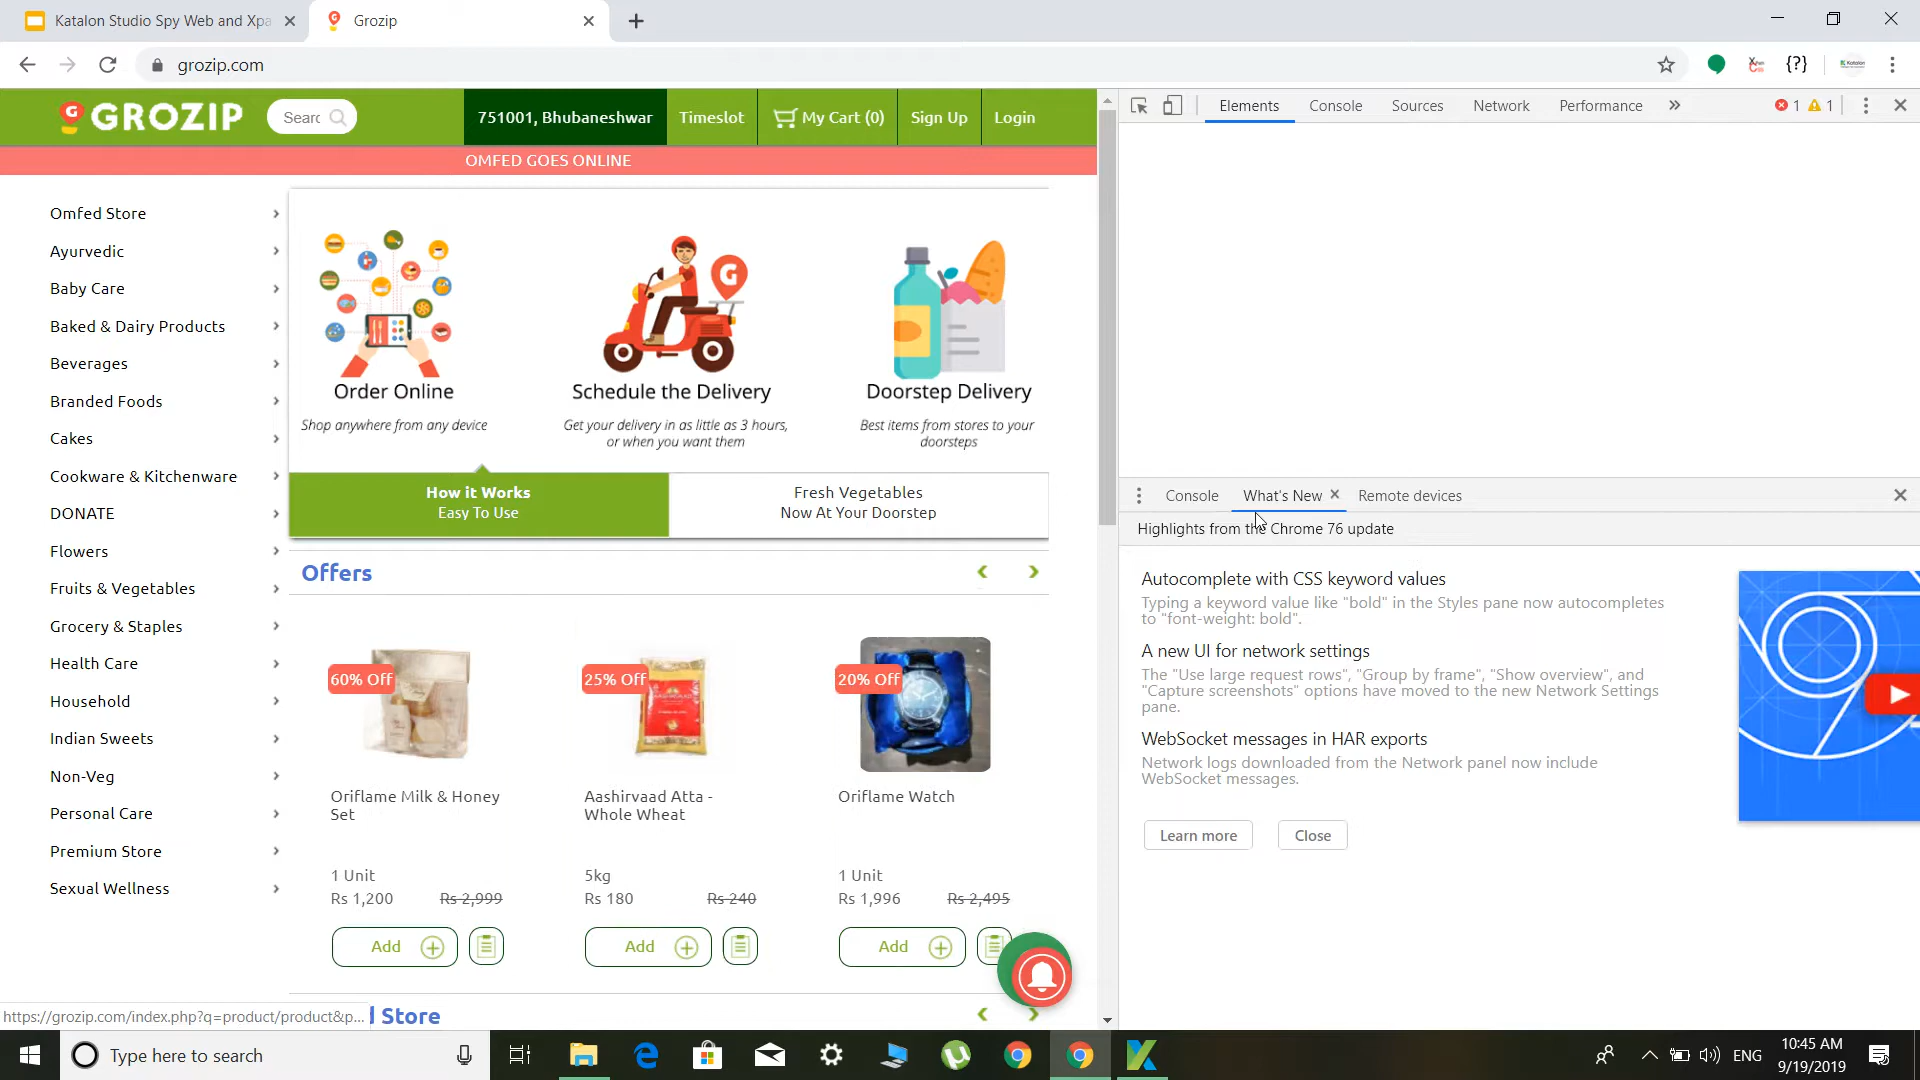 Katalon Studio Spy Web and Xpa
Grozip
grozip.com
GROZIP
Searc
751001, Bhubaneshwar
Timeslot
My Cart (0)
Sign Up
Login
OMFED GOES ONLINE
Omfed Store
Ayurvedic
Baby Care
Baked & Dairy Products
Beverages
Branded Foods
Cakes
Cookware & Kitchenware
DONATE
Flowers
Fruits & Vegetables
Grocery & Staples
Health Care
Household
Indian Sweets
Non-Veg
Personal Care
Premium Store
Sexual Wellness
Order Online
Shop anywhere from any device
Schedule the Delivery
Get your delivery in as little as 3 hours,
or when you want them
Doorstep Delivery
Best items from stores to your
doorsteps
How it Works
Easy To Use
Fresh Vegetables
Now At Your Doorstep
Offers
60% Off
Oriflame Milk & Honey
Set
1 Unit
Rs 1,200 Rs 2,999
Add
25% Off
Aashirvaad Atta -
Whole Wheat
5kg
Rs 180 Rs 240
Add
20% Off
Oriflame Watch
1 Unit
Rs 1,996 Rs 2,495
Add
d Store
https://grozip.com/index.php?q=product/product&p...
Elements
Console
Sources
Network
Performance
1
1
Console
What's New
Remote devices
Highlights from the Chrome 76 update
Autocomplete with CSS keyword values
Typing a keyword value like "bold" in the Styles pane now autocompletes
to "font-weight: bold".
A new UI for network settings
The "Use large request rows", "Group by frame", "Show overview", and
"Capture screenshots" options have moved to the new Network Settings
pane.
WebSocket messages in HAR exports
Network logs downloaded from the Network panel now include
WebSocket messages.
Learn more
Close
Type here to search
ENG
10:45 AM
9/19/2019